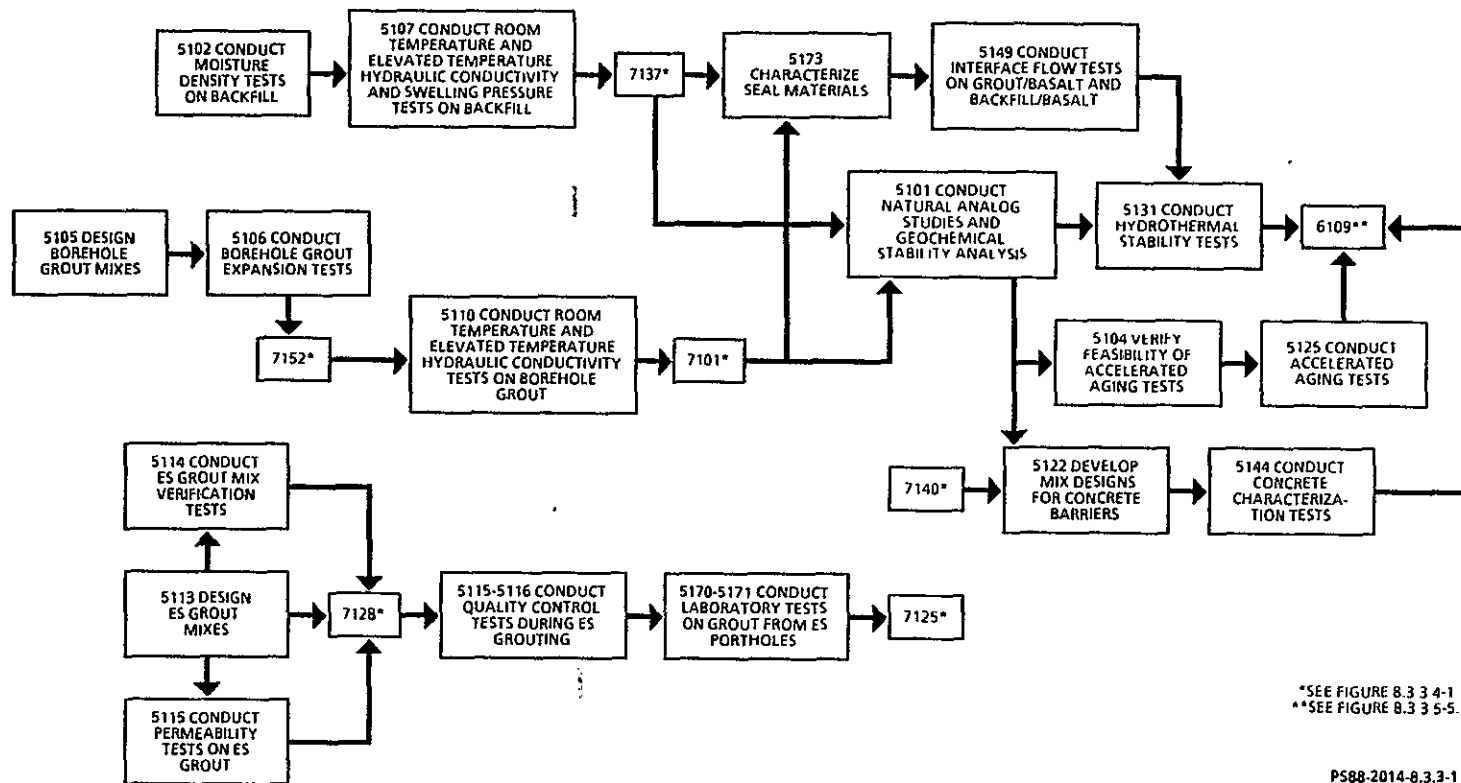 5102 CONDUCT
MOISTURE
DENSITY TESTS
ON BACKFILL
5107 CONDUCT ROOM
TEMPERATURE AND
ELEVATED TEMPERATURE
HYDRAULIC CONDUCTIVITY
AND SWELLING PRESSURE
TESTS ON BACKFILL
7137*
5173
CHARACTERIZE
SEAL MATERIALS
5149 CONDUCT
INTERFACE FLOW TESTS
ON GROUT/BASALT AND
BACKFILL/BASALT
5105 DESIGN
BOREHOLE
GROUT MIXES
5106 CONDUCT
BOREHOLE GROUT
EXPANSION TESTS
5101 CONDUCT
NATURAL ANALOG
STUDIES AND
GEOCHEMICAL
STABILITY ANALYSIS
5131 CONDUCT
HYDROTHERMAL
STABILITY TESTS
6109**
7152*
5110 CONDUCT ROOM
TEMPERATURE AND
ELEVATED TEMPERATURE
HYDRAULIC CONDUCTIVITY
TESTS ON BOREHOLE
GROUT
7101*
5104 VERIFY
FEASIBILITY OF
ACCELERATED
AGING TESTS
5125 CONDUCT
ACCELERATED
AGING TESTS
5114 CONDUCT
ES GROUT MIX
VERIFICATION
TESTS
7140*
5122 DEVELOP
MIX DESIGNS
FOR CONCRETE
BARRIERS
5144 CONDUCT
CONCRETE
CHARACTERIZA-
TION TESTS
5113 DESIGN
ES GROUT
MIXES
7128*
5115-5116 CONDUCT
QUALITY CONTROL
TESTS DURING ES
GROUTING
5170-5171 CONDUCT
LABORATORY TESTS
ON GROUT FROM ES
PORTHOLES
7125*
5115 CONDUCT
PERMEABILITY
TESTS ON ES
GROUT
*SEE FIGURE 8.3 3 4-1
**SEE FIGURE 8.3 3 5-5.
PS88-2014-8.3.3-1